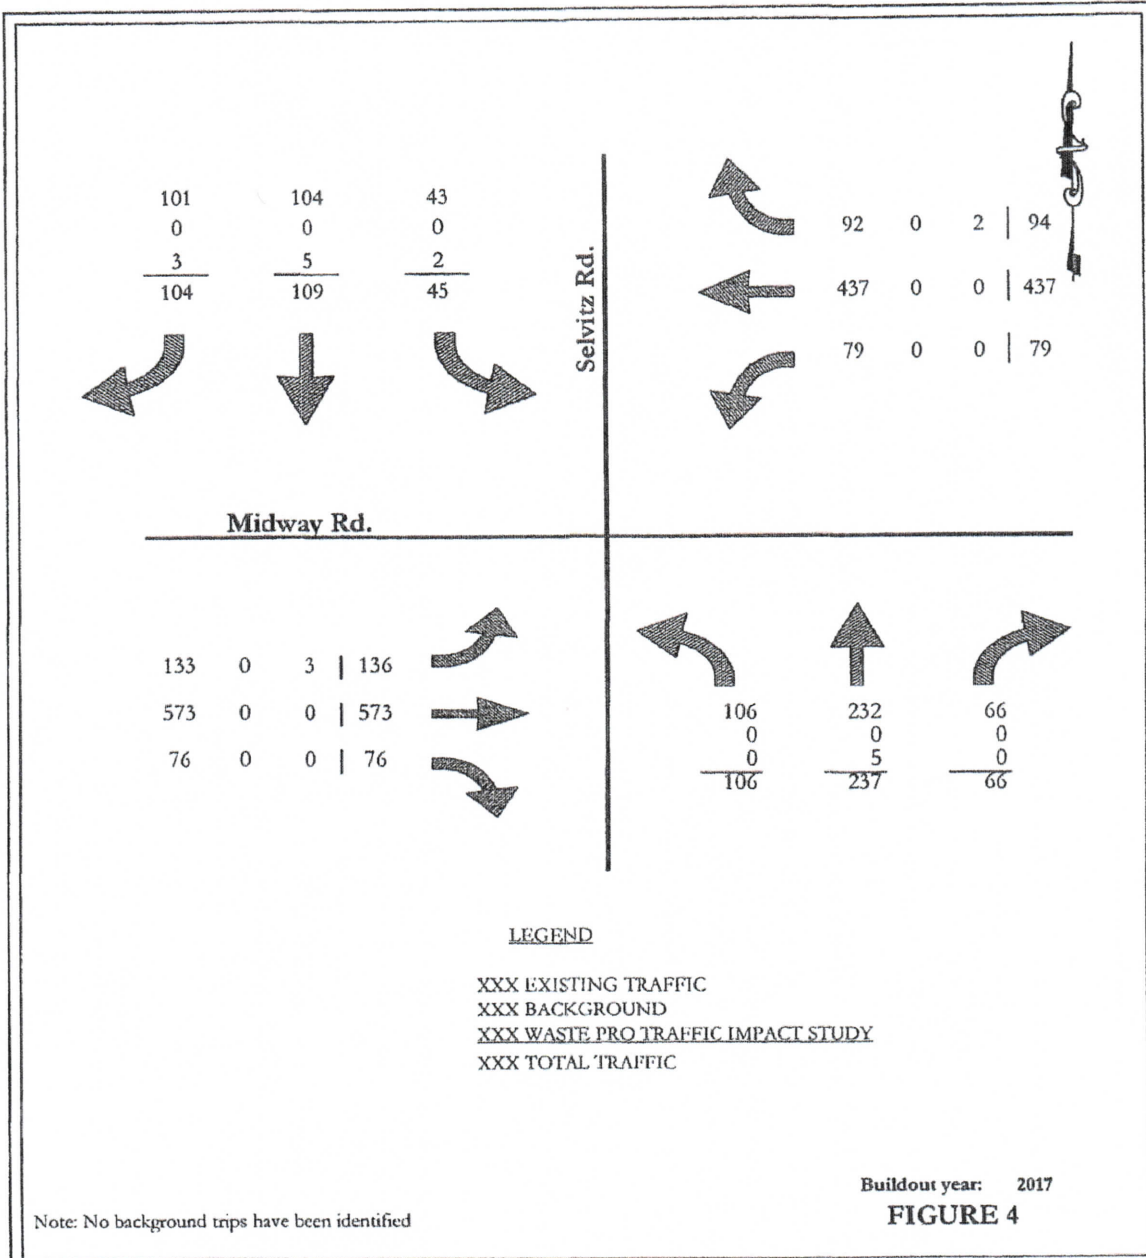 101 104 43
0 0 0
3 5 2
104 109 45
Selvitz Rd.
92 0 2 | 94
437 0 0 | 437
79 0 0 | 79
Midway Rd.
133 0 3 | 136
573 0 0 | 573
76 0 0 | 76
106 232 66
0 0 0
0 5 0
106 237 66
LEGEND
XXX EXISTING TRAFFIC
XXX BACKGROUND
XXX WASTE PRO TRAFFIC IMPACT STUDY
XXX TOTAL TRAFFIC
Buildout year: 2017
FIGURE 4
Note: No background trips have been identified